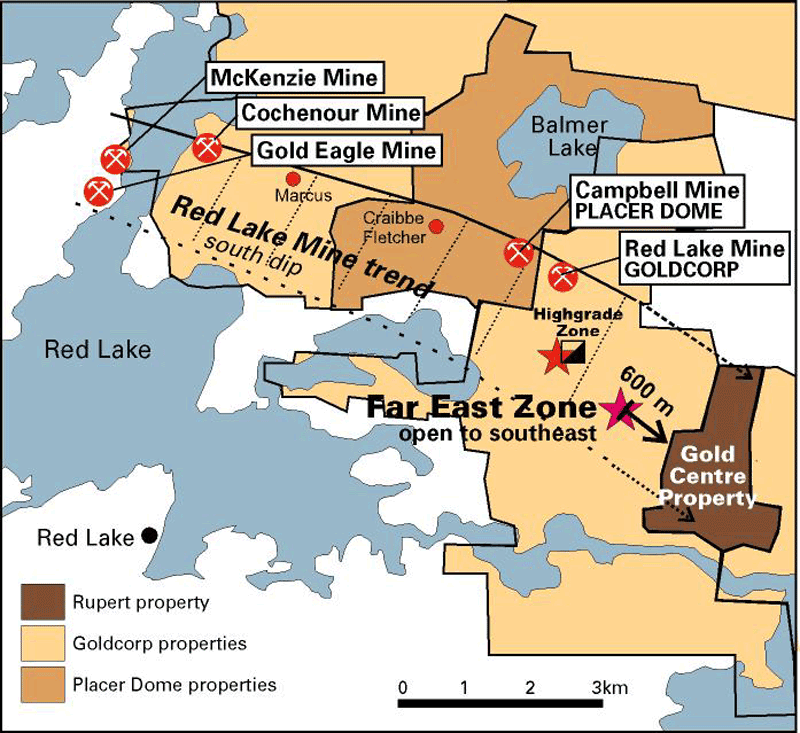 McKenzie Mine
Cochenour Mine
Gold Eagle Mine
Balmer
Lake
Marcus
Campbell Mine
PLACER DOME
Craibbe
Fletcher
Red Lake Mine trend
south dip
Red Lake Mine
GOLDCORP
Highgrade
Zone
Red Lake
600 m
Far East Zone
open to southeast
Gold
Centre
Property
Red Lake
Rupert property
Goldcorp properties
Placer Dome properties
0 1 2 3km